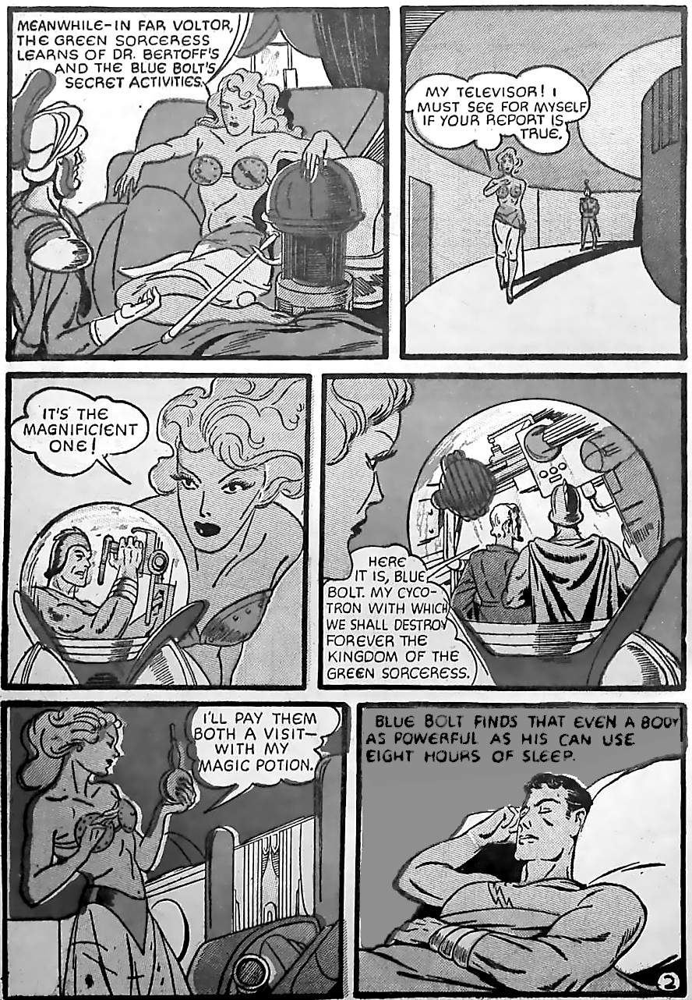 MEANWHILE-IN FAR VOLTOR,
THE GREEN SORCERESS
LEARNS OF DR. BERTOFF'S
AND THE BLUE BOLT'S
SECRET ACTIVITIES.
MY TELEVISOR! I
MUST SEE FOR MYSELF
IF YOUR REPORT IS
TRUE.
IT'S THE
MAGNIFICIENT
ONE!
HERE
IT IS, BLUE
BOLT. MY CYCO-
TRON WITH WHICH
WE SHALL DESTROY
FOREVER THE
KINGDOM OF THE
GREEN SORCERESS.
I'LL PAY THEM
BOTH A VISIT—
WITH MY
MAGIC POTION.
BLUE BOLT FINDS THAT EVEN A BODY
AS POWERFUL AS HIS CAN USE
EIGHT HOURS OF SLEEP.
2